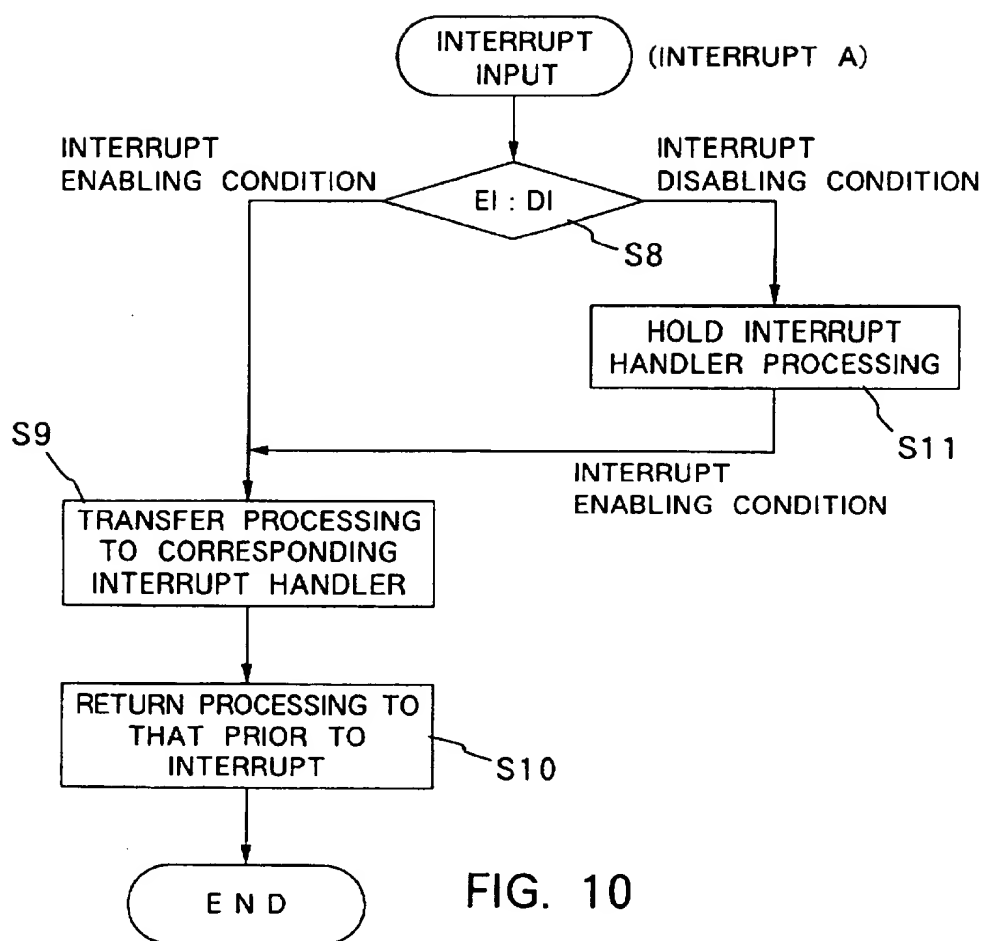 INTERRUPT
INPUT
(INTERRUPT A)
INTERRUPT
ENABLING CONDITION
INTERRUPT
DISABLING CONDITION
EI : DI
S8
HOLD INTERRUPT
HANDLER PROCESSING
S11
S9
INTERRUPT
ENABLING CONDITION
TRANSFER PROCESSING
TO CORRESPONDING
INTERRUPT HANDLER
RETURN PROCESSING TO
THAT PRIOR TO
INTERRUPT
S10
END
FIG. 10